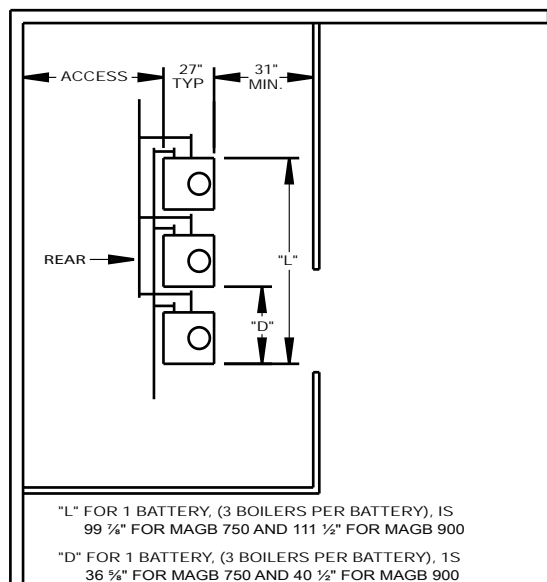 ACCESS
27"
TYP
31"
MIN.
REAR
"L"
"D"
"L" FOR 1 BATTERY, (3 BOILERS PER BATTERY), IS
99 ⅞" FOR MAGB 750 AND 111 ½" FOR MAGB 900
"D" FOR 1 BATTERY, (3 BOILERS PER BATTERY), 1S
36 ⅝" FOR MAGB 750 AND 40 ½" FOR MAGB 900